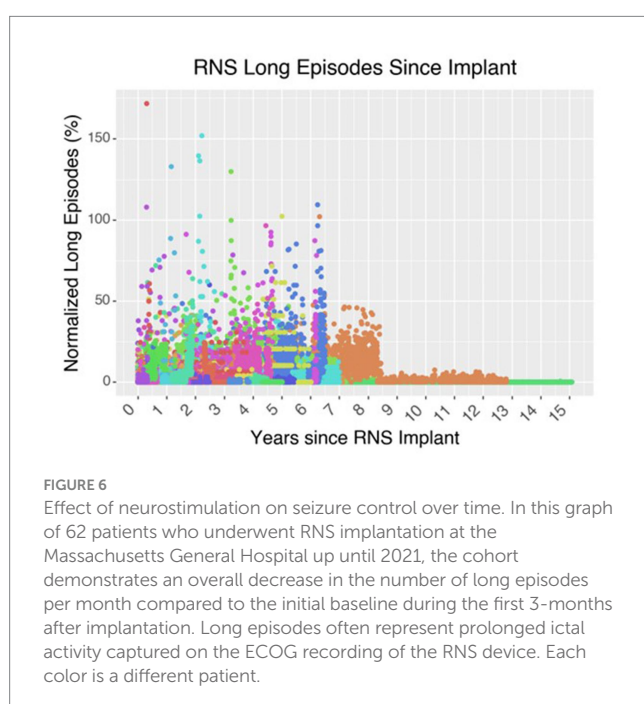 RNS Long Episodes Since Implant
Normalized Long Episodes (%)
150
100
50
0
0 1 2 3 4 5 6 7 8 9 10 11 12 13 14 15
Years since RNS Implant
FIGURE 6
Effect of neurostimulation on seizure control over time. In this graph
of 62 patients who underwent RNS implantation at the
Massachusetts General Hospital up until 2021, the cohort
demonstrates an overall decrease in the number of long episodes
per month compared to the initial baseline during the first 3-months
after implantation. Long episodes often represent prolonged ictal
activity captured on the ECOG recording of the RNS device. Each
color is a different patient.